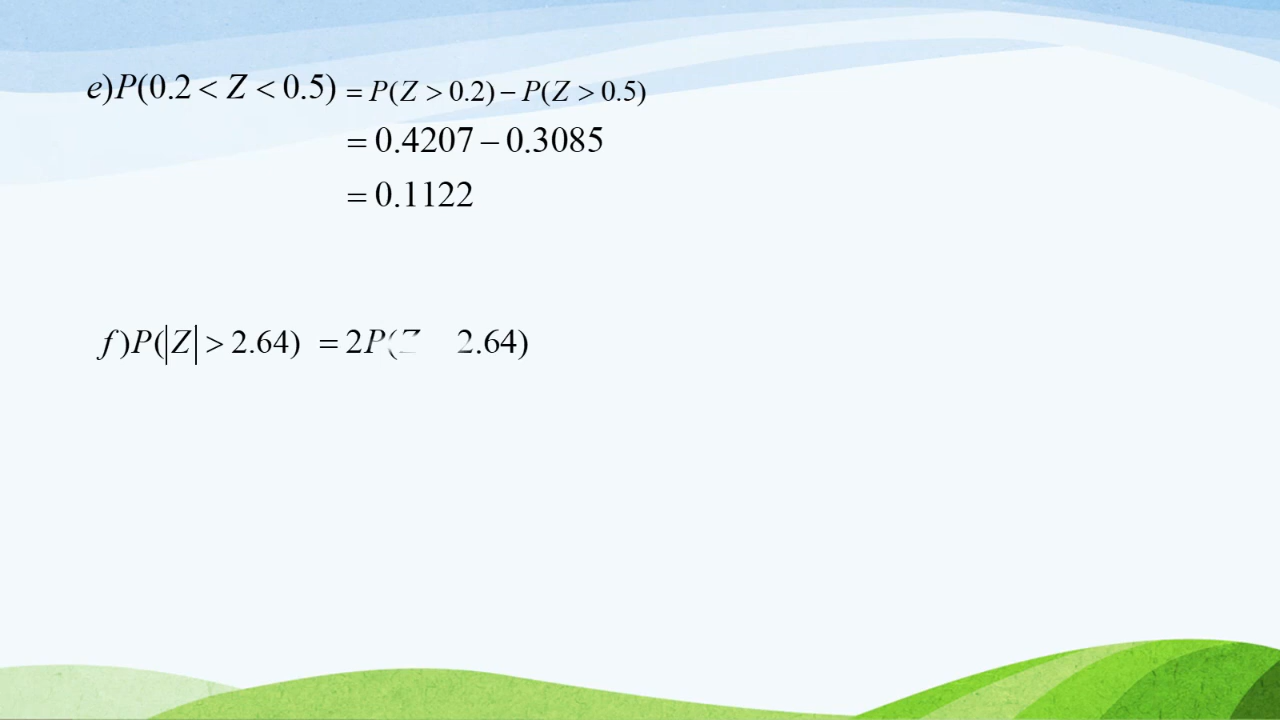 e)P(0.2 < Z < 0.5) = P(Z > 0.2) − P(Z > 0.5)
= 0.4207 − 0.3085
= 0.1122
f)P(|Z| > 2.64) = 2P(Z 2.64)